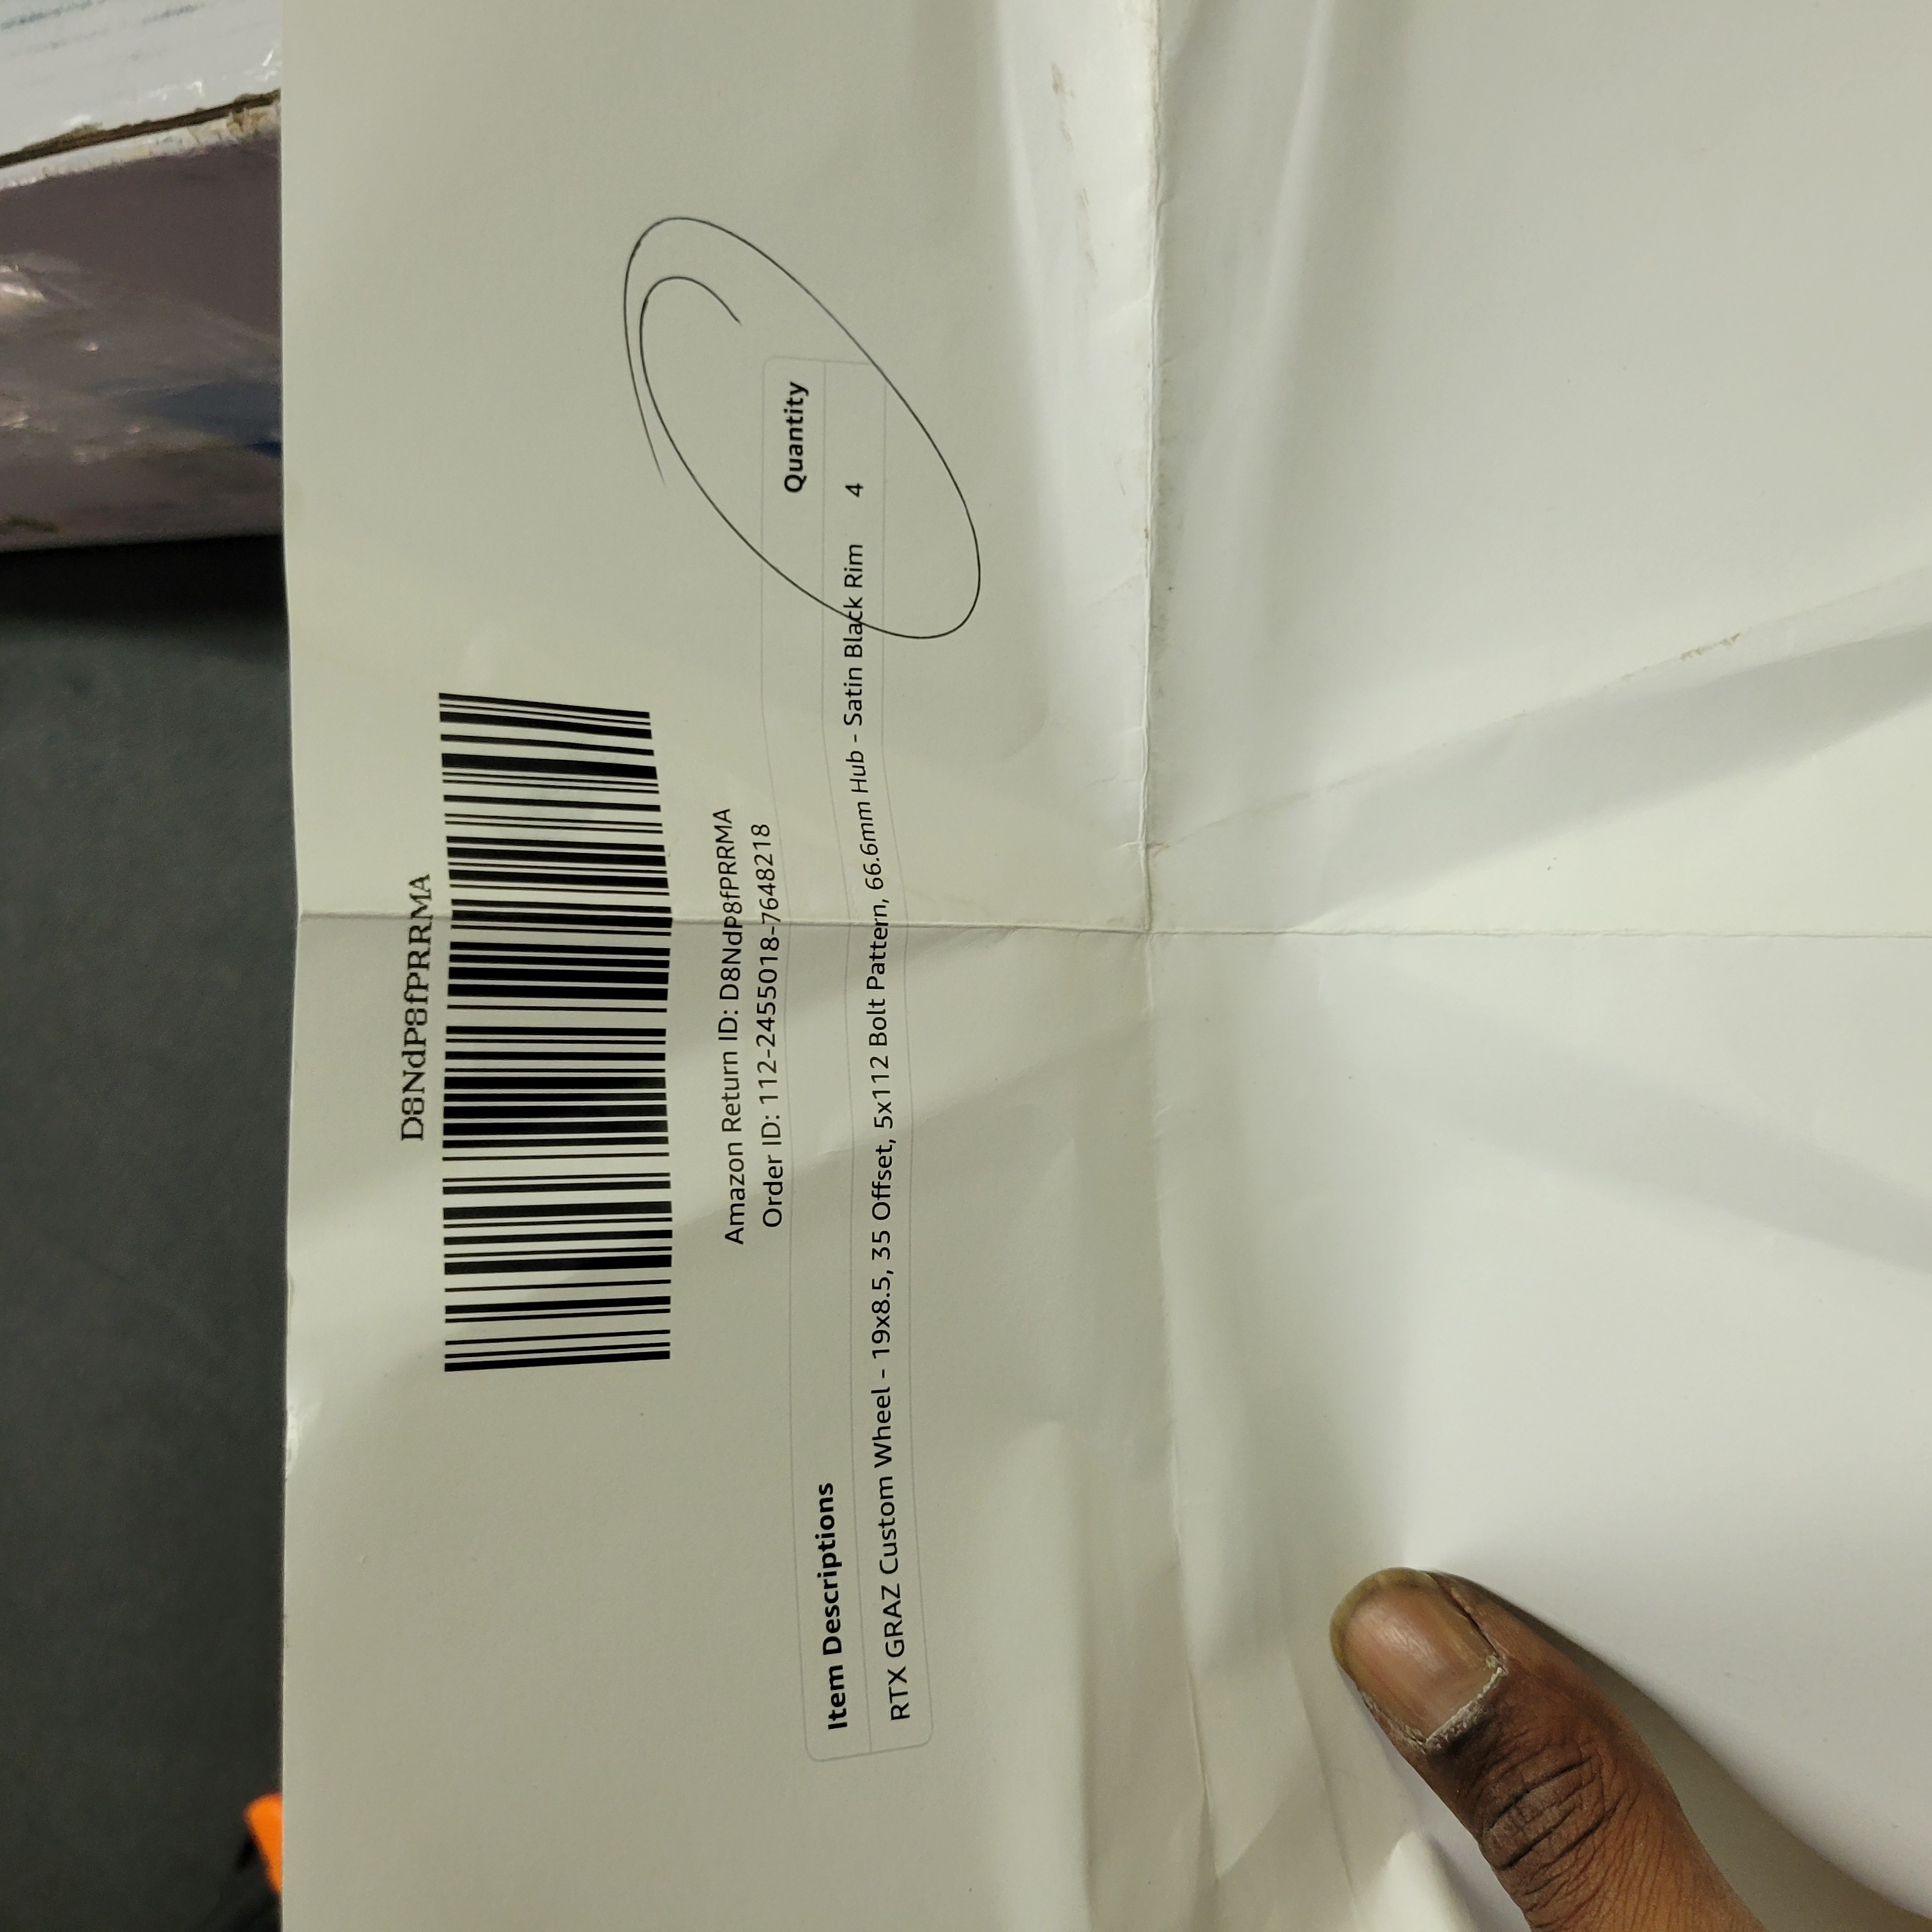 D8NdP8fPRRMA
Amazon Return ID: D8NdP8fPRRMA
Order ID: 112-2455018-7648218
Item Descriptions Quantity
RTX GRAZ Custom Wheel - 19x8.5, 35 Offset, 5x112 Bolt Pattern, 66.6mm Hub - Satin Black Rim 4